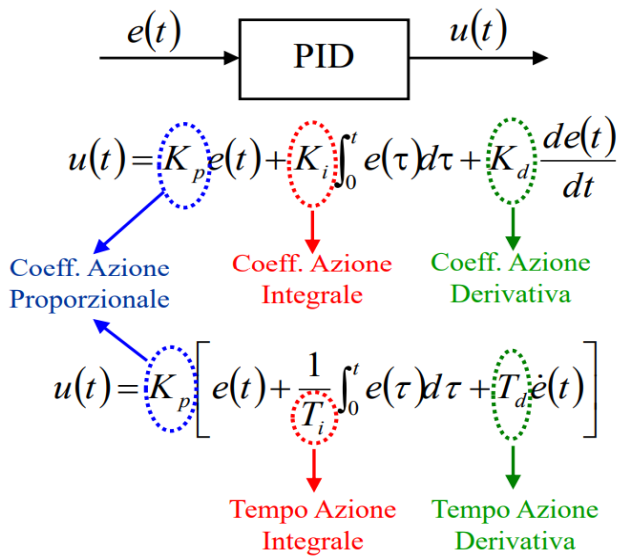 e(t) PID u(t)
u(t) = K_p e(t) + K_i ∫_0^t e(τ)dτ + K_d de(t)/dt
Coeff. Azione Coeff. Azione Coeff. Azione
Proporzionale Integrale Derivativa
u(t) = K_p [ e(t) + 1/T_i ∫_0^t e(τ)dτ + T_d ė(t) ]
Tempo Azione Tempo Azione
Integrale Derivativa